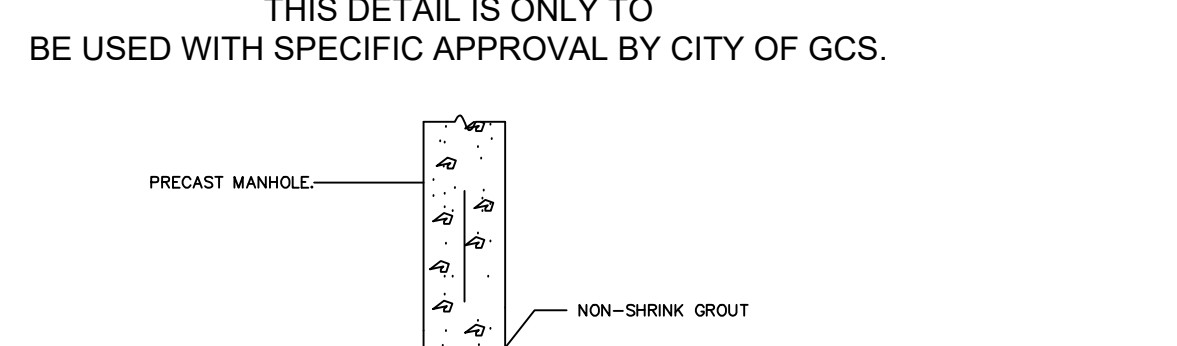 THIS DETAIL IS ONLY TO
BE USED WITH SPECIFIC APPROVAL BY CITY OF GCS.
PRECAST MANHOLE.
NON-SHRINK GROUT